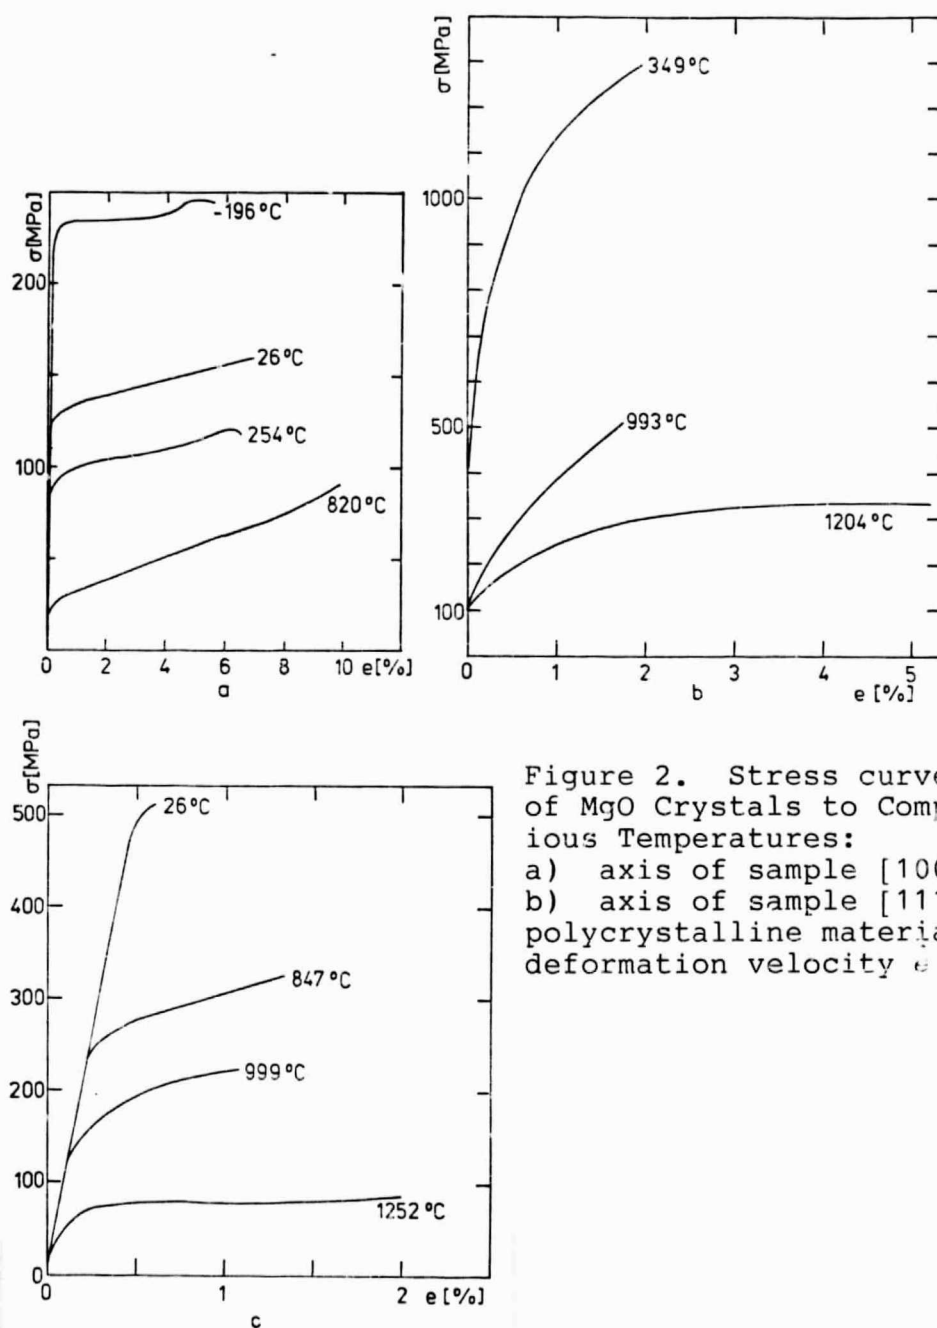 σ[MPa]
200
100
-196°C
26°C
254°C
820°C
0 2 4 6 8 10 e[%]
a
σ[MPa]
1000
500
100
349°C
993°C
1204°C
0 1 2 3 4 5
b e [%]
σ[MPa]
500
400
300
200
100
0
26°C
847°C
999°C
1252°C
0 1 2 e[%]
c
Figure 2. Stress curve
of MgO Crystals to Comp
ious Temperatures:
a) axis of sample [100
b) axis of sample [111
polycrystalline materia
deformation velocity e